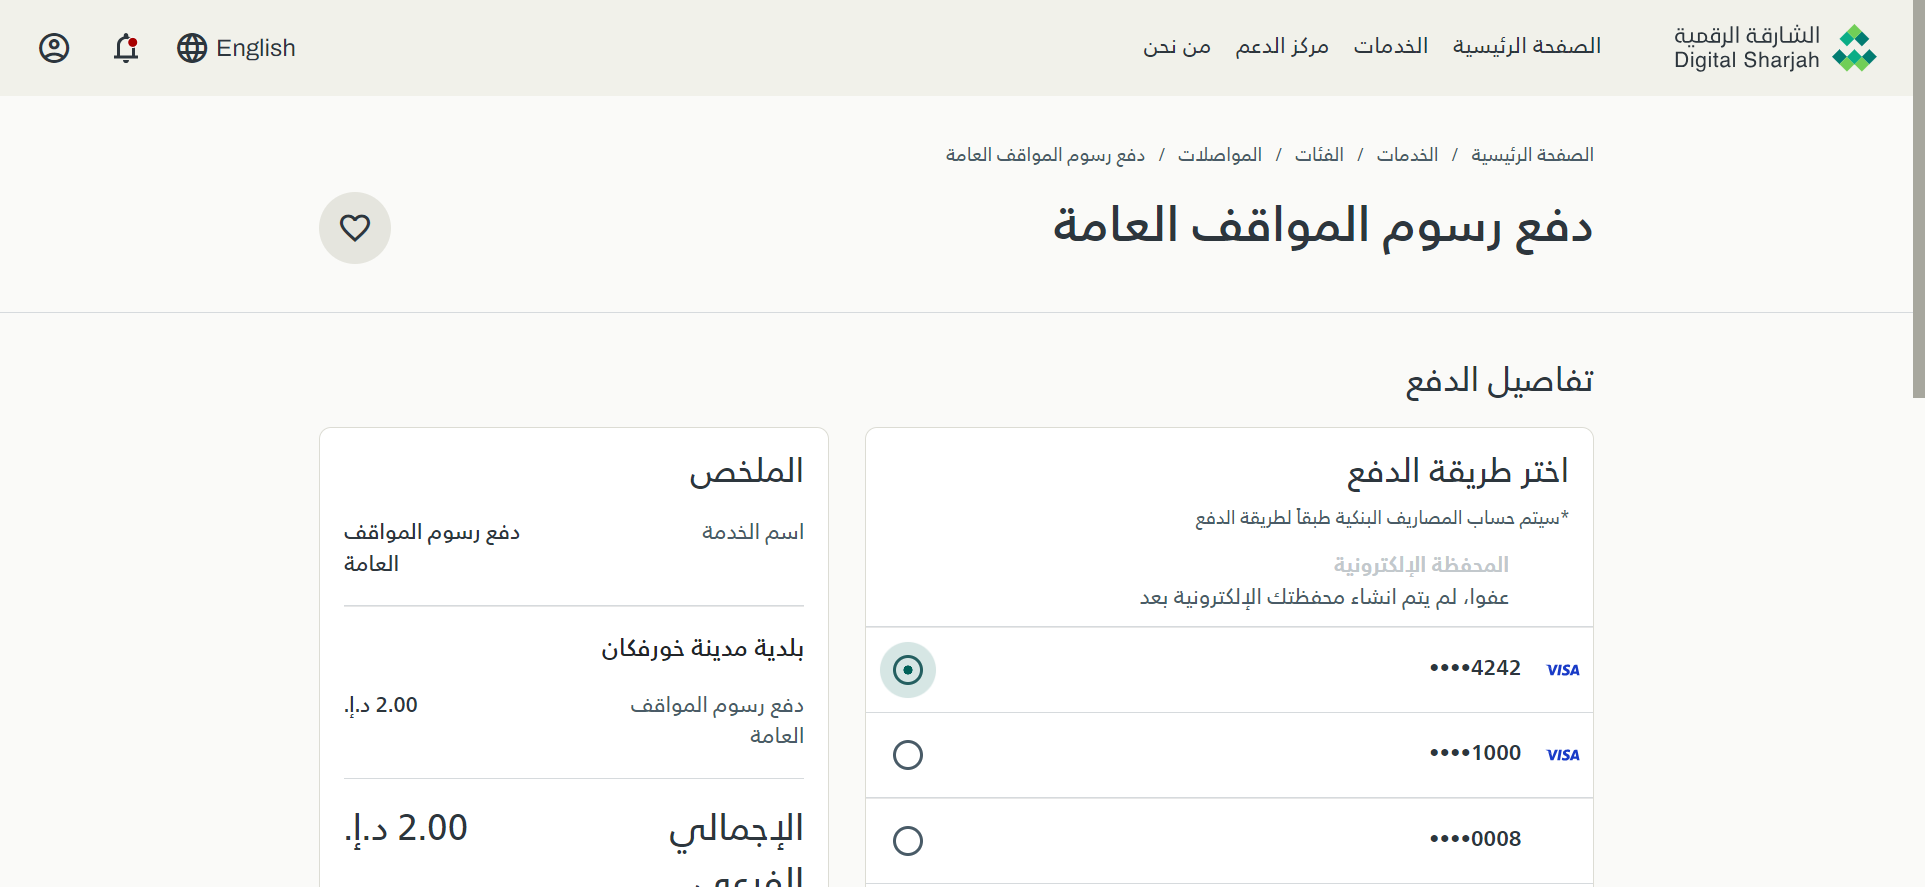 الشارقة الرقمية
Digital Sharjah
الصفحة الرئيسية الخدمات مركز الدعم من نحن
English
الصفحة الرئيسية / الخدمات / الفئات / المواصلات / دفع رسوم المواقف العامة
دفع رسوم المواقف العامة
تفاصيل الدفع
اختر طريقة الدفع
*سيتم حساب المصاريف البنكية طبقاً لطريقة الدفع
المحفظة الإلكترونية
عفوا، لم يتم انشاء محفظتك الإلكترونية بعد
VISA ••••4242
VISA ••••1000
••••0008
الملخص
اسم الخدمة دفع رسوم المواقف
العامة
بلدية مدينة خورفكان
دفع رسوم المواقف 2.00 د.إ.
العامة
الإجمالي 2.00 د.إ.
الفرعي